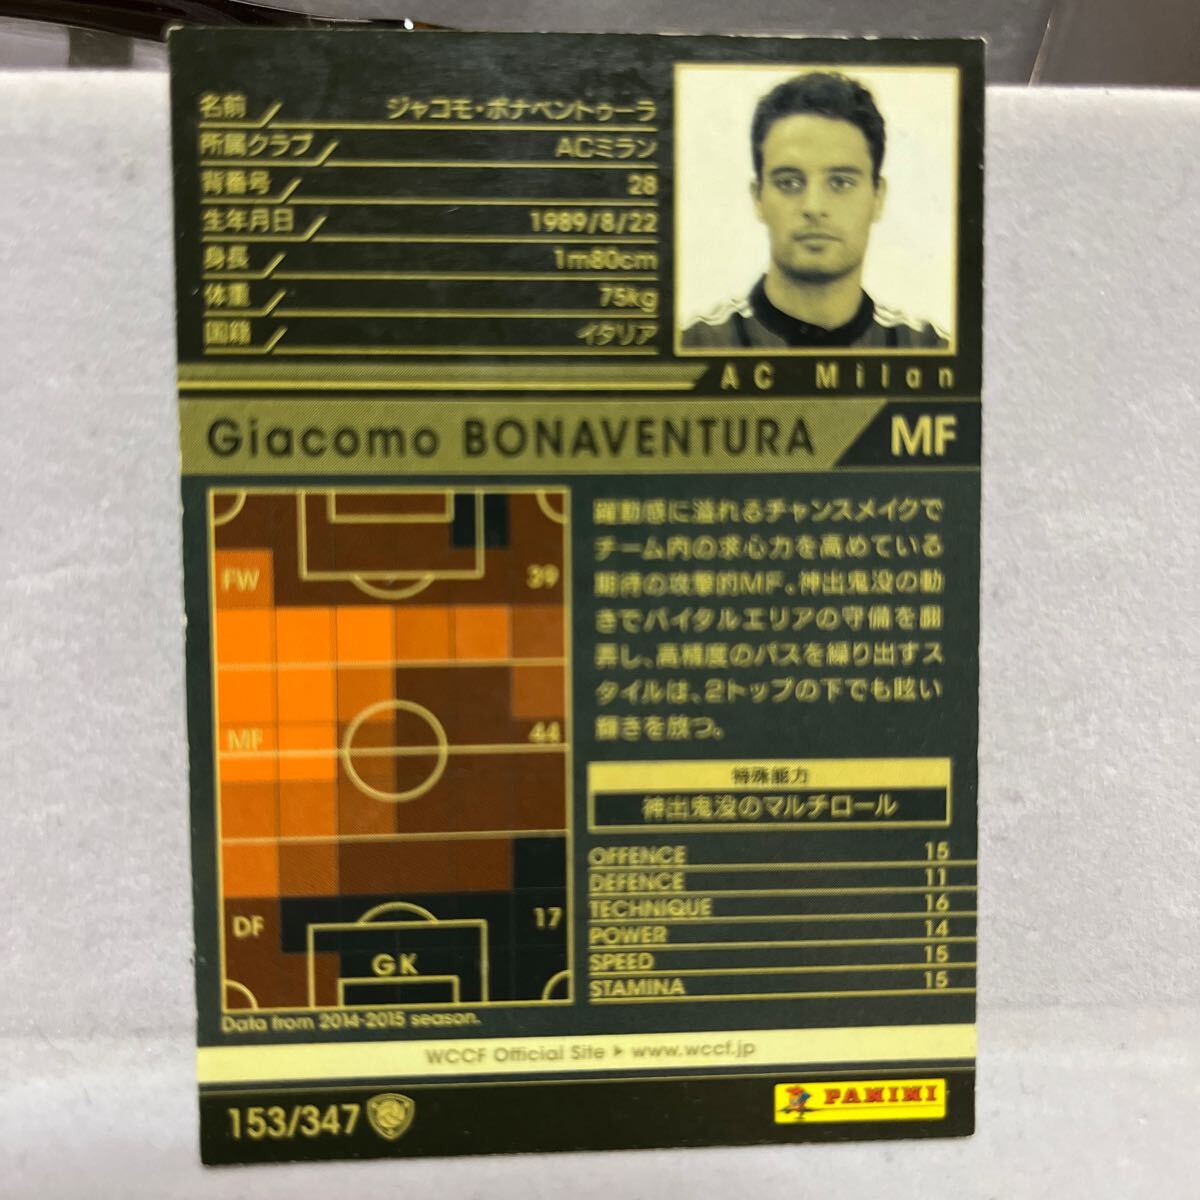 名前 ジャコモ・ボナベントゥーラ
所属クラブ ACミラン
背番号 28
生年月日 1989/8/22
身長 1m80cm
体重 75kg
国籍 イタリア
AC Milan
Giacomo BONAVENTURA MF
FW 39
MF 44
DF 17
GK
Data from 2014-2015 season.
躍動感に溢れるチャンスメイクで
チーム内の求心力を高めている
期待の攻撃的MF。神出鬼没の動
きでバイタルエリアの守備を翻
弄し、高精度のパスを繰り出すス
タイルは、2トップの下でも眩い
輝きを放つ。
特殊能力
神出鬼没のマルチロール
OFFENCE 15
DEFENCE 11
TECHNIQUE 16
POWER 14
SPEED 15
STAMINA 15
WCCF Official Site ▶ www.wccf.jp
153/347
PANINI